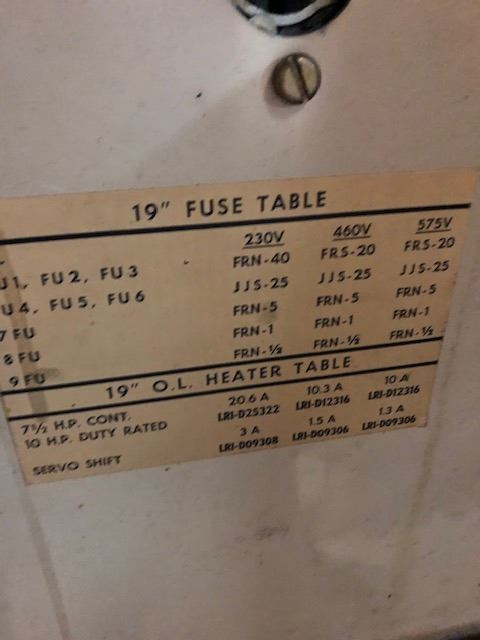 19" FUSE TABLE
230V 460V 575V
U1, FU2, FU3 FRN-40 FRS-20 FRS-20
U4, FU5, FU6 JJS-25 JJS-25 JJS-25
7 FU FRN-5 FRN-5 FRN-5
8 FU FRN-1 FRN-1 FRN-1
9 FU FRN-½ FRN-½ FRN-½
19" O.L. HEATER TABLE
7½ H.P. CONT. 20.6 A 10.3 A 10 A
10 H.P. DUTY RATED LRI-D25322 LRI-D12316 LRI-D12316
3 A 1.5 A 1.3 A
SERVO SHIFT LRI-D09308 LRI-D09306 LRI-D09306